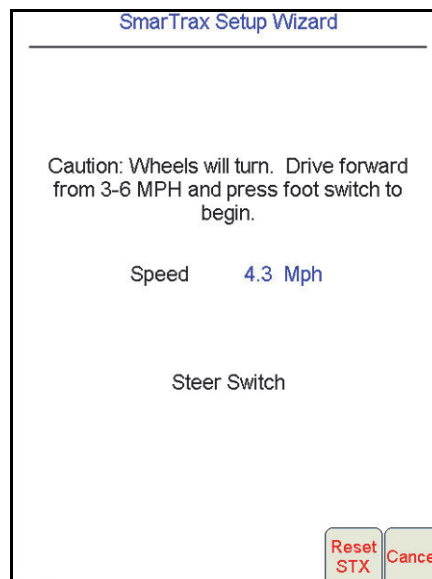 SmarTrax Setup Wizard
Caution: Wheels will turn. Drive forward
from 3-6 MPH and press foot switch to
begin.
Speed 4.3 Mph
Steer Switch
Reset Cance
STX